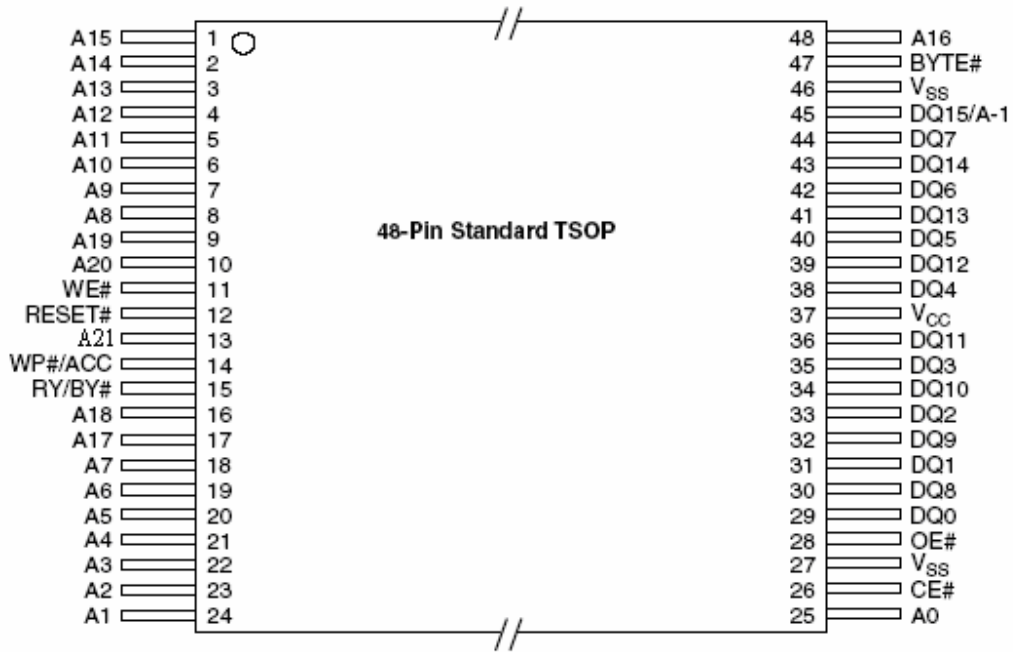 A15 1 48 A16
A14 2 47 BYTE#
A13 3 46 VSS
A12 4 45 DQ15/A-1
A11 5 44 DQ7
A10 6 43 DQ14
A9 7 42 DQ6
A8 8 41 DQ13
48-Pin Standard TSOP
A19 9 40 DQ5
A20 10 39 DQ12
WE# 11 38 DQ4
RESET# 12 37 VCC
A21 13 36 DQ11
WP#/ACC 14 35 DQ3
RY/BY# 15 34 DQ10
A18 16 33 DQ2
A17 17 32 DQ9
A7 18 31 DQ1
A6 19 30 DQ8
A5 20 29 DQ0
A4 21 28 OE#
A3 22 27 VSS
A2 23 26 CE#
A1 24 25 A0